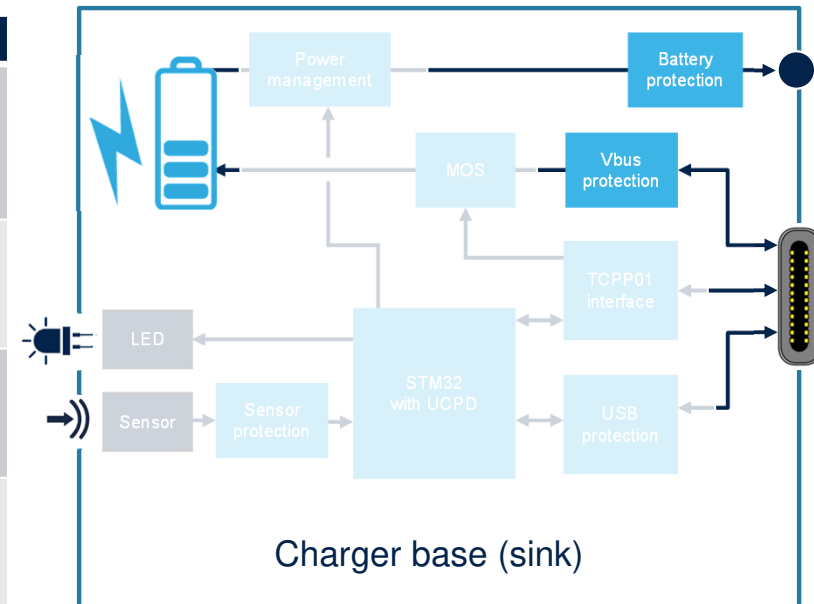 Power
management
Battery
protection
MOS
Vbus
protection
TCPP01
interface
LED
STM32
with UCPD
Sensor
Sensor
protection
USB
protection
Charger base (sink)